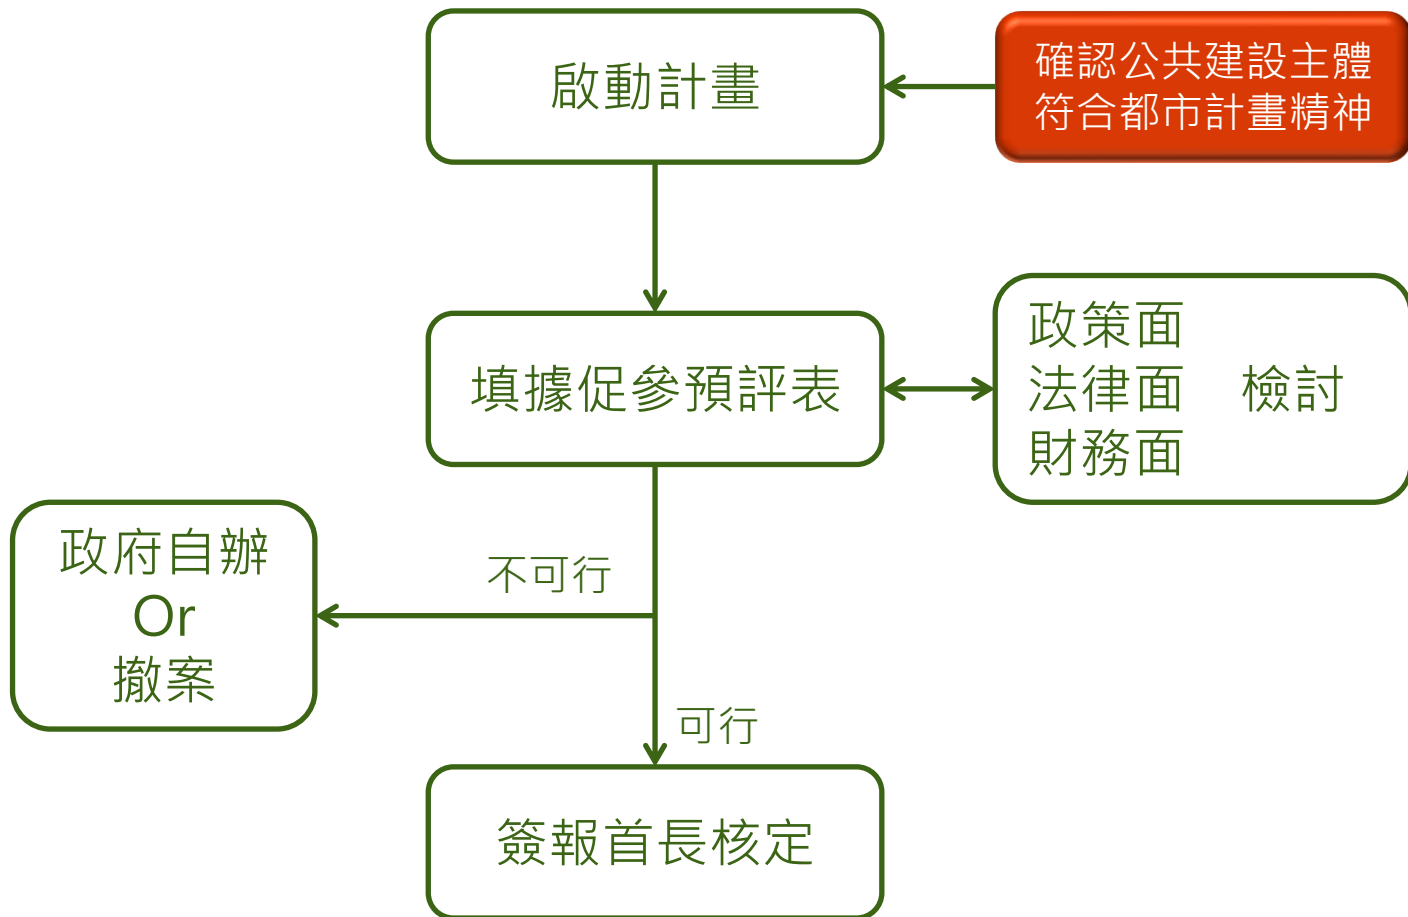 啟動計畫
確認公共建設主體
符合都市計畫精神
填據促參預評表
政策面
法律面 檢討
財務面
政府自辦
Or
撤案
不可行
可行
簽報首長核定